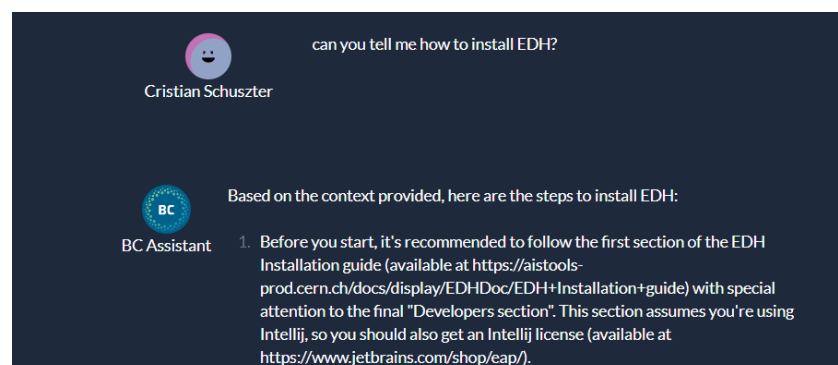 can you tell me how to install EDH?
Cristian Schuszter
Based on the context provided, here are the steps to install EDH:
BC
BC Assistant
1. Before you start, it's recommended to follow the first section of the EDH
Installation guide (available at https://aistools-
prod.cern.ch/docs/display/EDHDoc/EDH+Installation+guide) with special
attention to the final "Developers section". This section assumes you're using
Intellij, so you should also get an Intellij license (available at
https://www.jetbrains.com/shop/eap/).